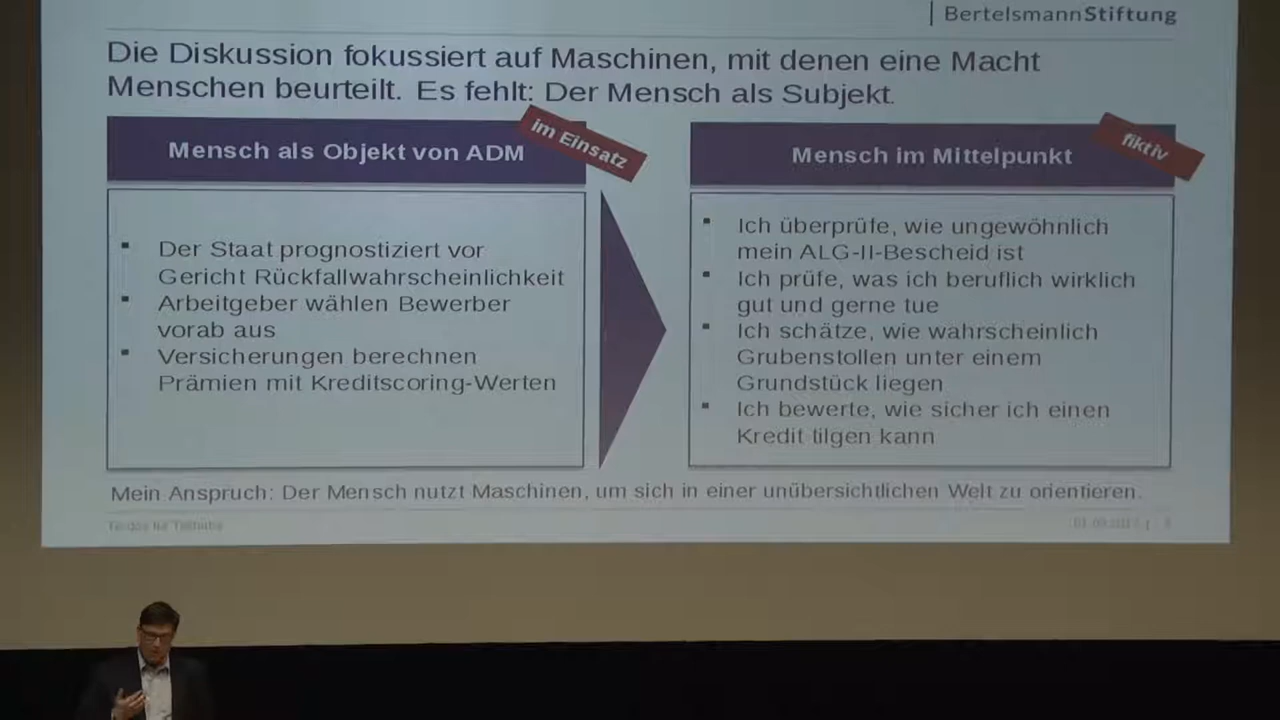 BertelsmannStiftung
Die Diskussion fokussiert auf Maschinen, mit denen eine Macht
Menschen beurteilt. Es fehlt: Der Mensch als Subjekt.
Mensch als Objekt von ADM
im Einsatz
Der Staat prognostiziert vor
Gericht Rückfallwahrscheinlichkeit
Arbeitgeber wählen Bewerber
vorab aus
Versicherungen berechnen
Prämien mit Kreditscoring-Werten
Mensch im Mittelpunkt
fiktiv
Ich überprüfe, wie ungewöhnlich
mein ALG-II-Bescheid ist
Ich prüfe, was ich beruflich wirklich
gut und gerne tue
Ich schätze, wie wahrscheinlich
Grubenstollen unter einem
Grundstück liegen
Ich bewerte, wie sicher ich einen
Kredit tilgen kann
Mein Anspruch: Der Mensch nutzt Maschinen, um sich in einer unübersichtlichen Welt zu orientieren.